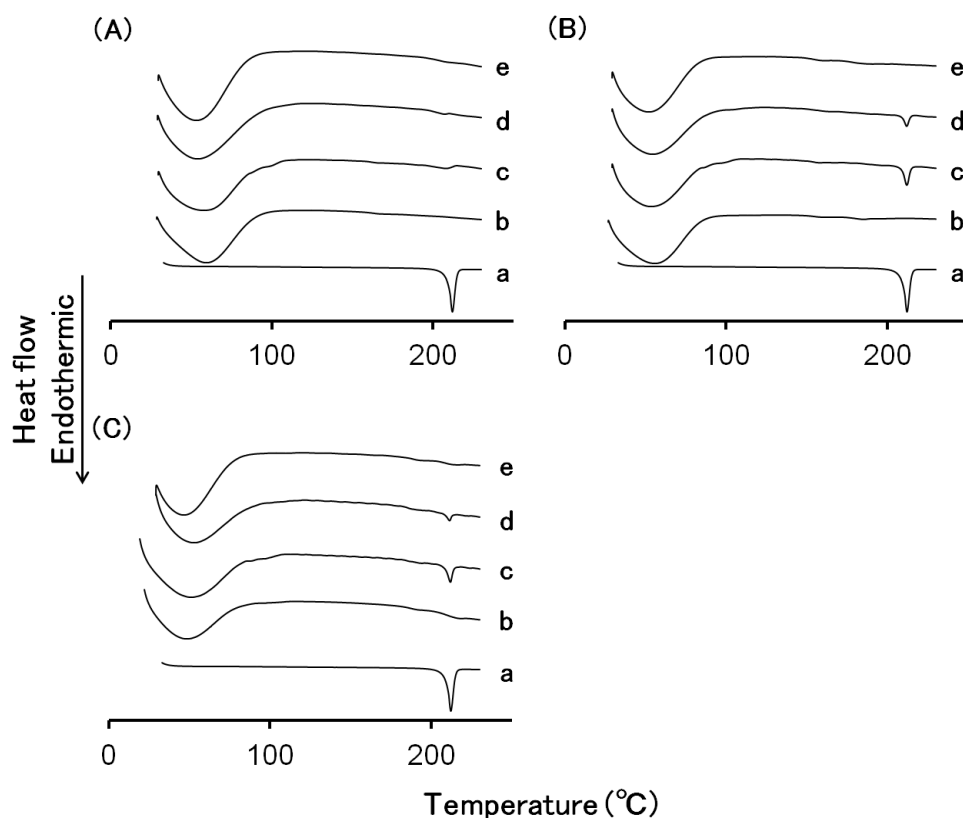 (A)
e
d
c
b
a
0 100 200
(B)
e
d
c
b
a
0 100 200
Heat flow
Endothermic
(C)
e
d
c
b
a
0 100 200
Temperature (℃)